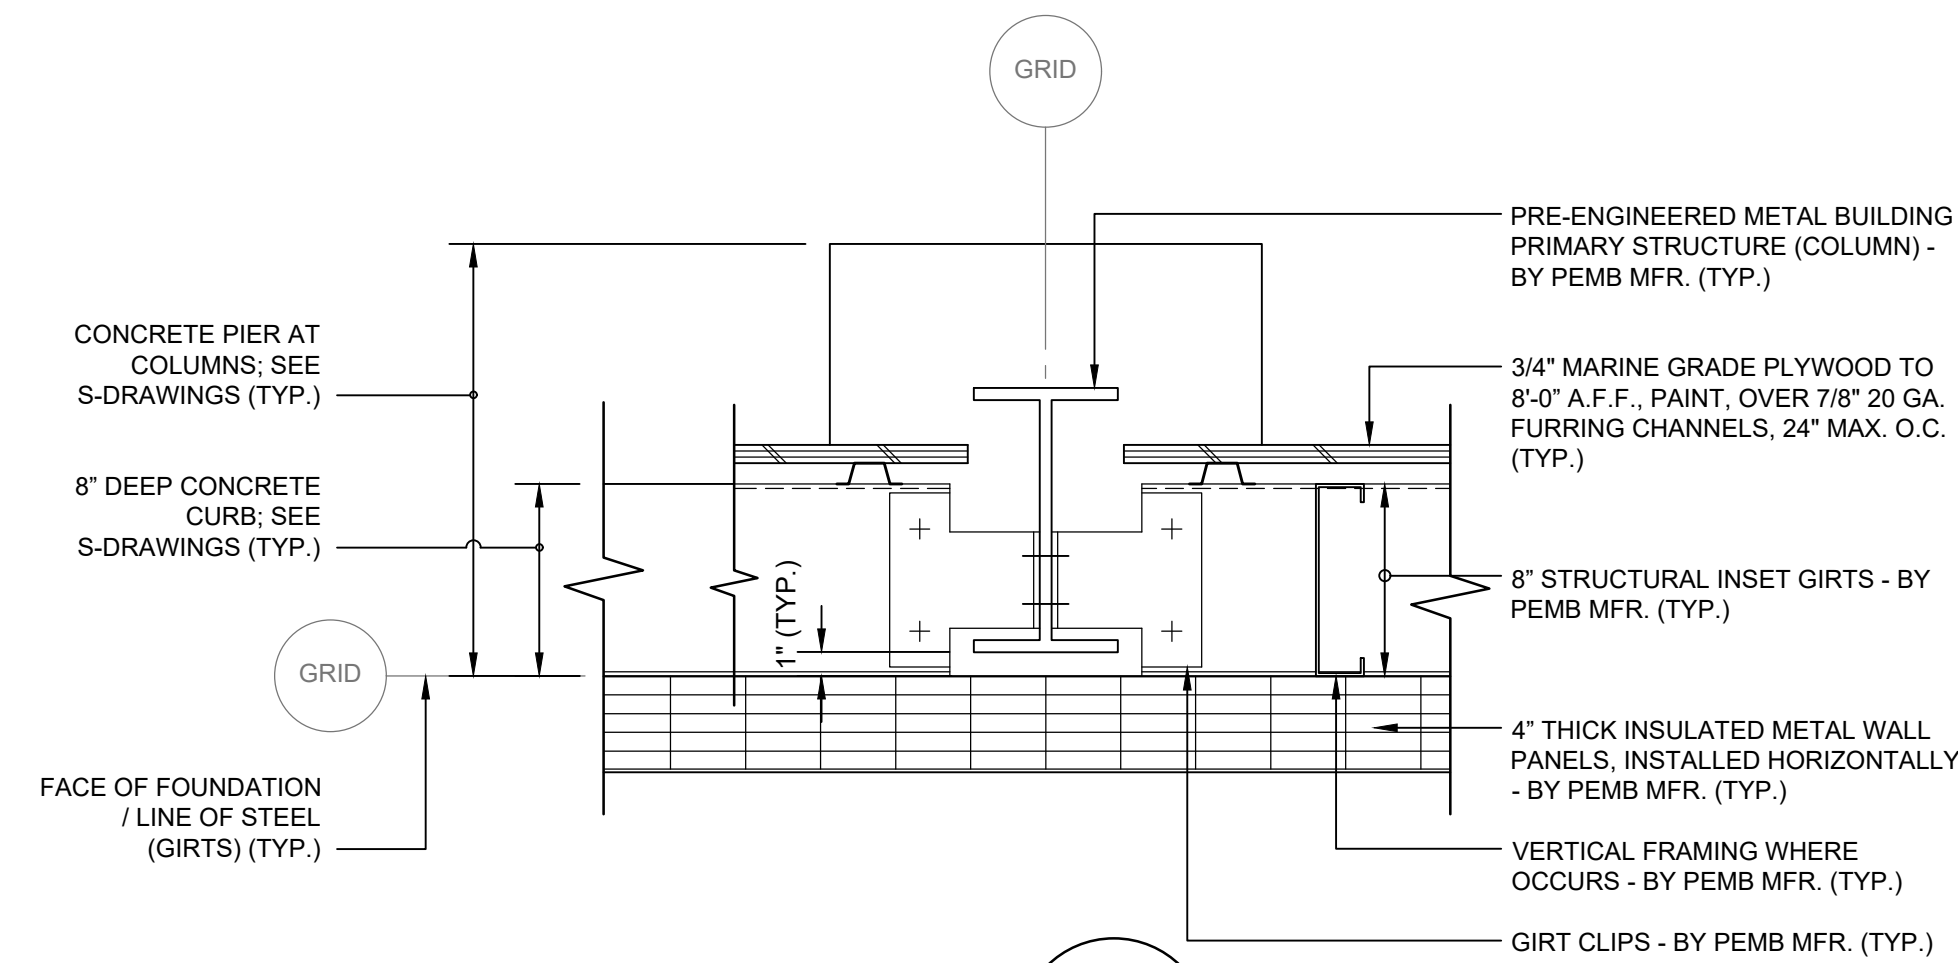 GRID
PRE-ENGINEERED METAL BUILDING
PRIMARY STRUCTURE (COLUMN) -
BY PEMB MFR. (TYP.)
CONCRETE PIER AT
COLUMNS; SEE
S-DRAWINGS (TYP.)
3/4" MARINE GRADE PLYWOOD TO
8'-0” A.F.F., PAINT, OVER 7/8" 20 GA.
FURRING CHANNELS, 24" MAX. O.C.
(TYP.)
8” DEEP CONCRETE
CURB; SEE
S-DRAWINGS (TYP.)
1" (TYP.)
8” STRUCTURAL INSET GIRTS - BY
PEMB MFR. (TYP.)
GRID
4” THICK INSULATED METAL WALL
PANELS, INSTALLED HORIZONTALLY
- BY PEMB MFR. (TYP.)
FACE OF FOUNDATION
/ LINE OF STEEL
(GIRTS) (TYP.)
VERTICAL FRAMING WHERE
OCCURS - BY PEMB MFR. (TYP.)
GIRT CLIPS - BY PEMB MFR. (TYP.)